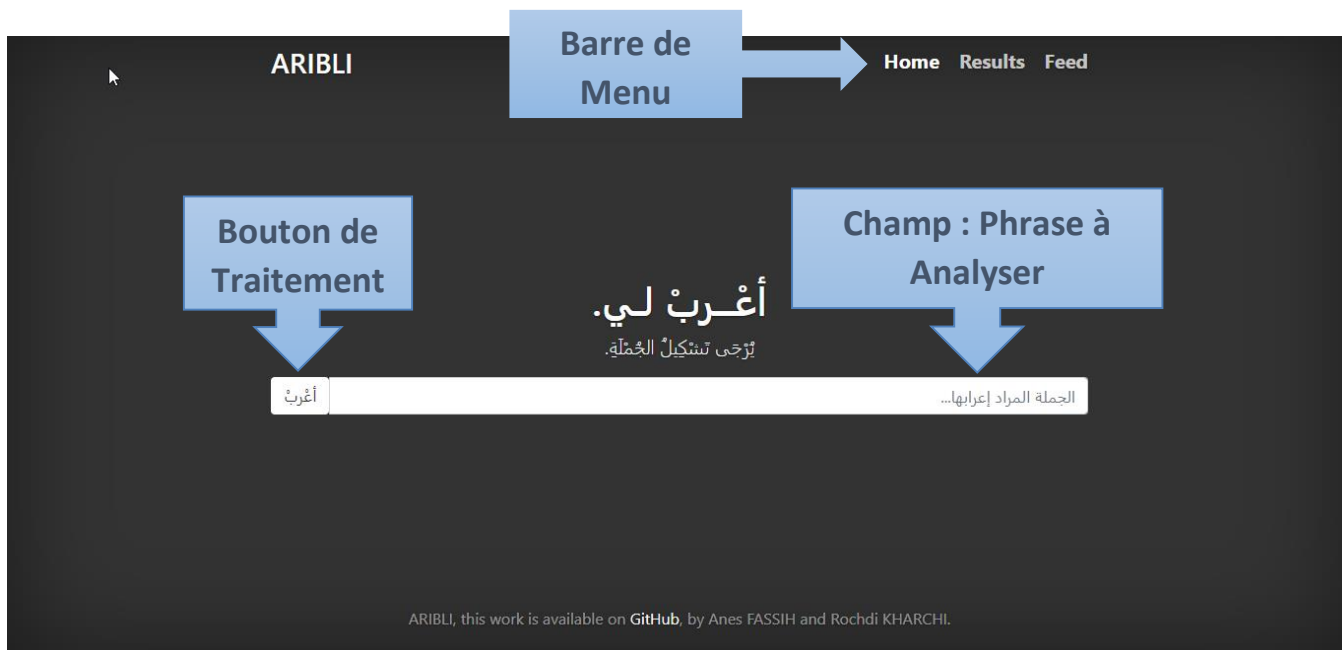 Barre de
Menu
ARIBLI
Home Results Feed
Bouton de
Traitement
Champ : Phrase à
Analyser
أعْــربْ لـي.
يُرْجَى تَشْكِيلُ الجُمْلَةِ.
أعْربْ
الجملة المراد إعرابها...
ARIBLI, this work is available on GitHub, by Anes FASSIH and Rochdi KHARCHI.